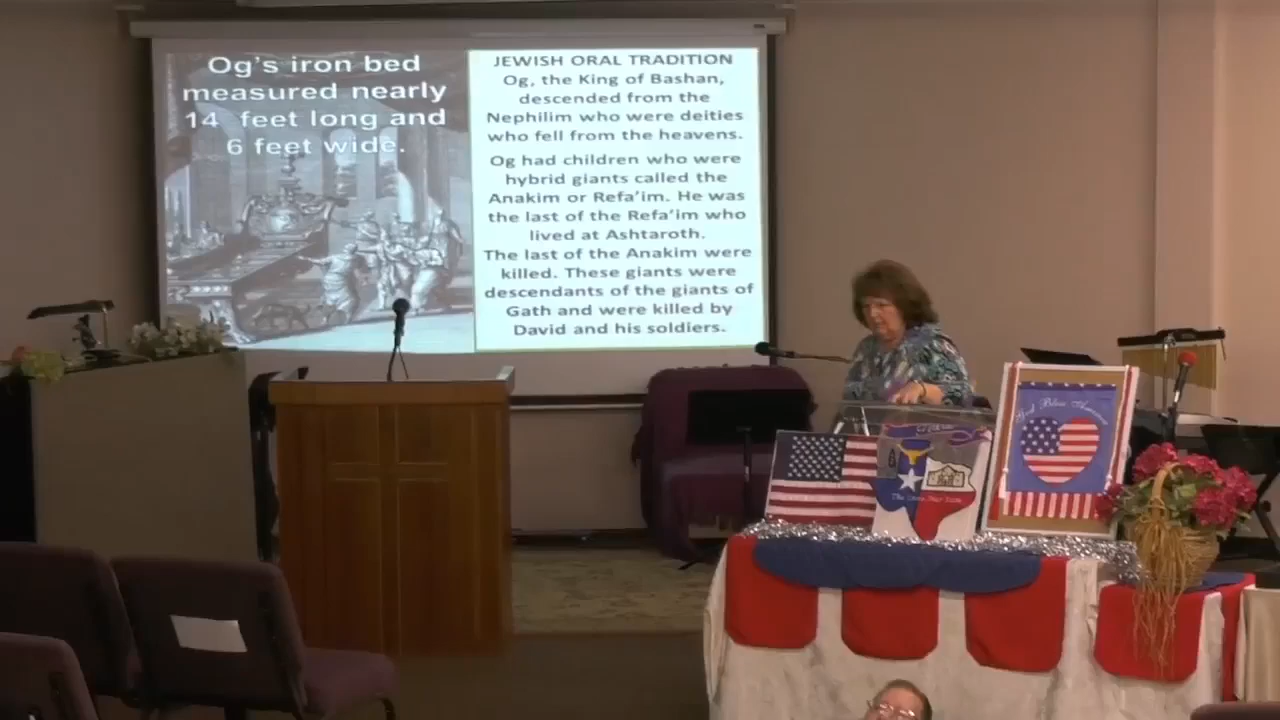 Og's iron bed
measured nearly
14 feet long and
6 feet wide.
JEWISH ORAL TRADITION
Og, the King of Bashan,
descended from the
Nephilim who were deities
who fell from the heavens.
Og had children who were
hybrid giants called the
Anakim or Refa'im. He was
the last of the Refa'im who
lived at Ashtaroth.
The last of the Anakim were
killed. These giants were
descendants of the giants of
Gath and were killed by
David and his soldiers.
God Bless America
The Lone Star State